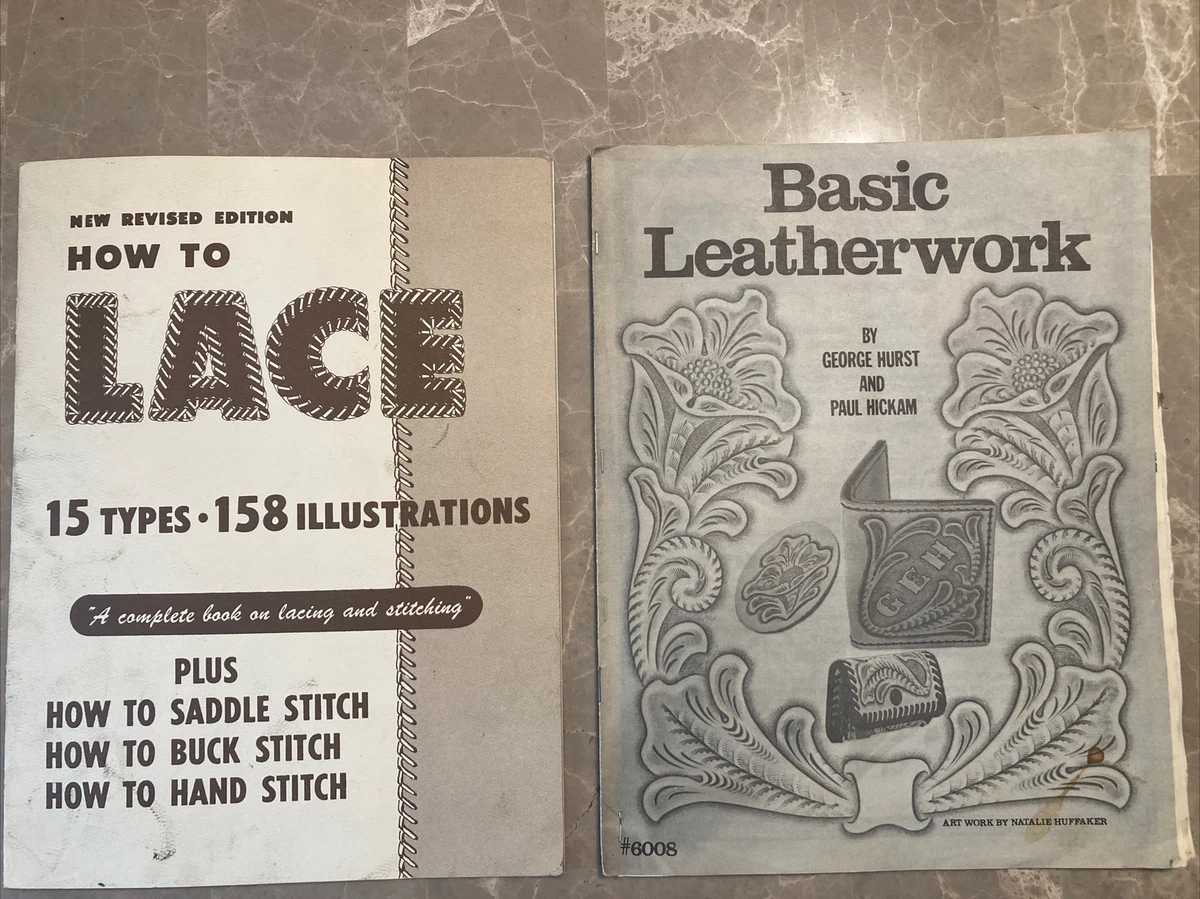 NEW REVISED EDITION
HOW TO
LACE
15 TYPES • 158 ILLUSTRATIONS
"A complete book on lacing and stitching"
PLUS
HOW TO SADDLE STITCH
HOW TO BUCK STITCH
HOW TO HAND STITCH
Basic
Leatherwork
BY
GEORGE HURST
AND
PAUL HICKAM
GEH
ART WORK BY NATALIE HUFFAKER
#6008